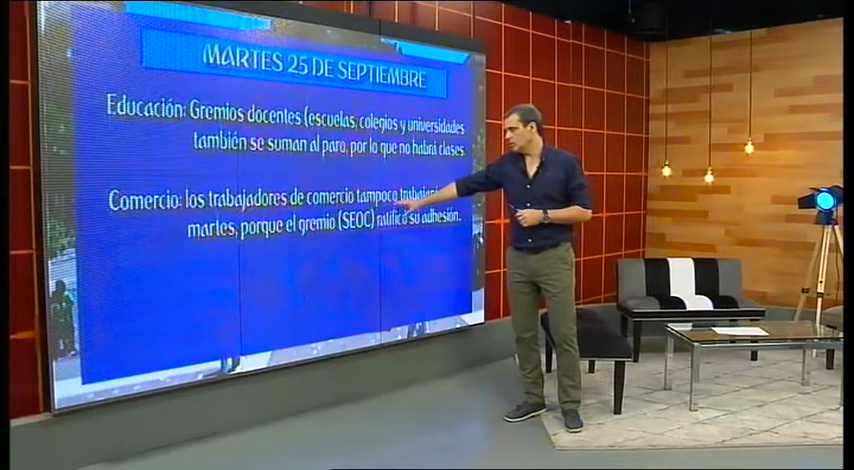 MARTES 25 DE SEPTIEMBRE
Educación: Gremios docentes (escuelas, colegios y universidades
también se suman al paro, por lo que no habrá clases.
Comercio: los trabajadores de comercio tampoco
martes, porque el gremio (SEOC) ratificó su adhesión.